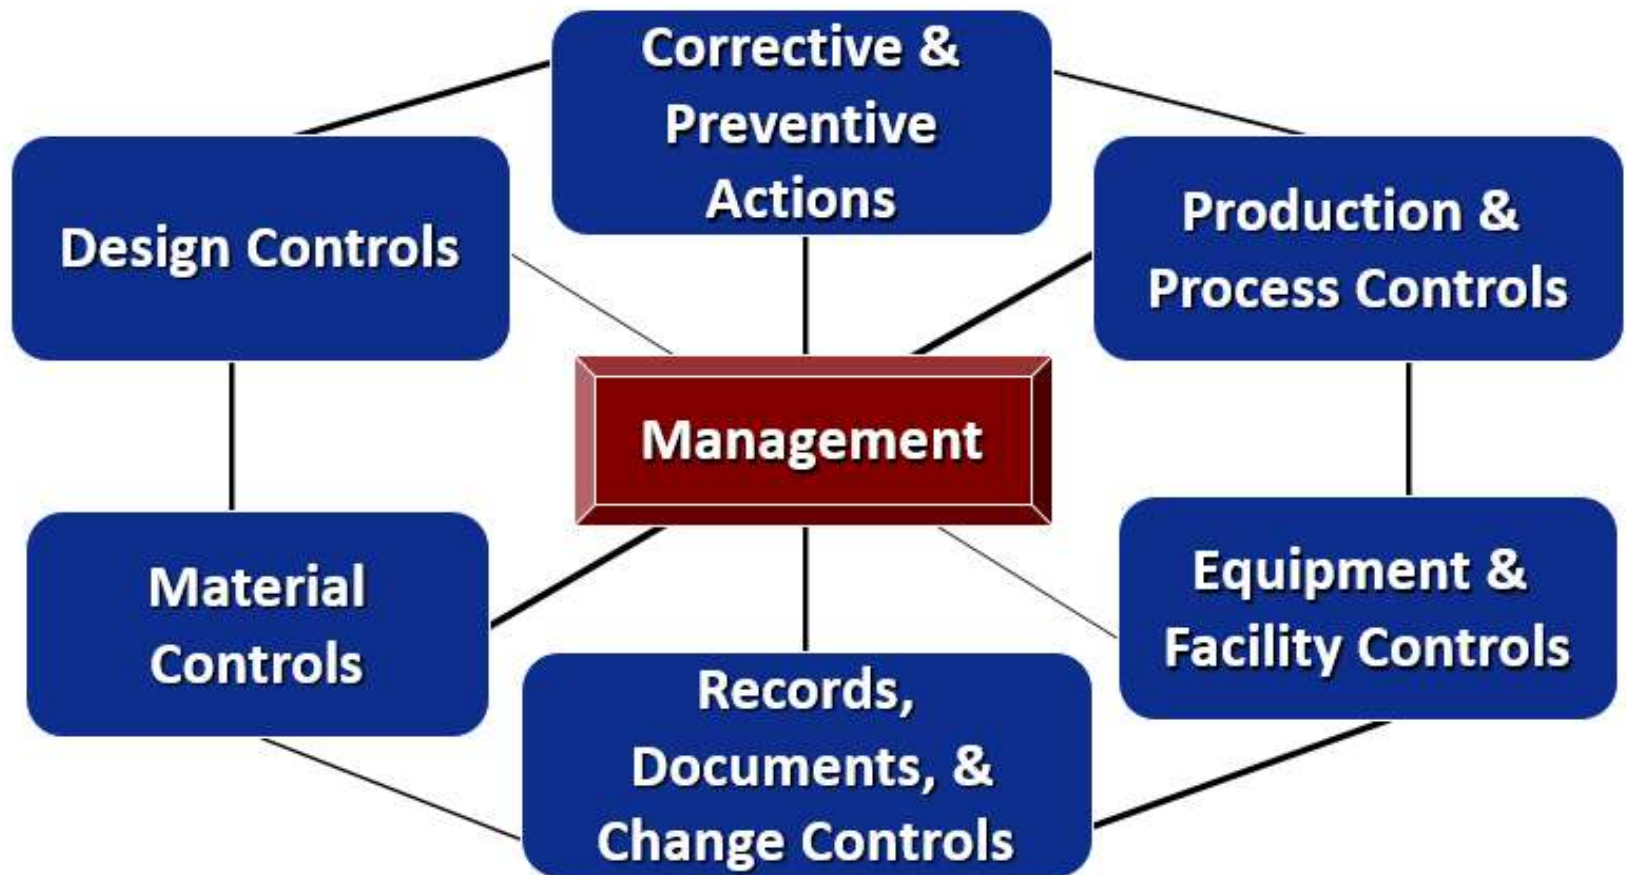 Corrective &
Preventive
Actions
Design Controls
Production &
Process Controls
Management
Material
Controls
Equipment &
Facility Controls
Records,
Documents, &
Change Controls